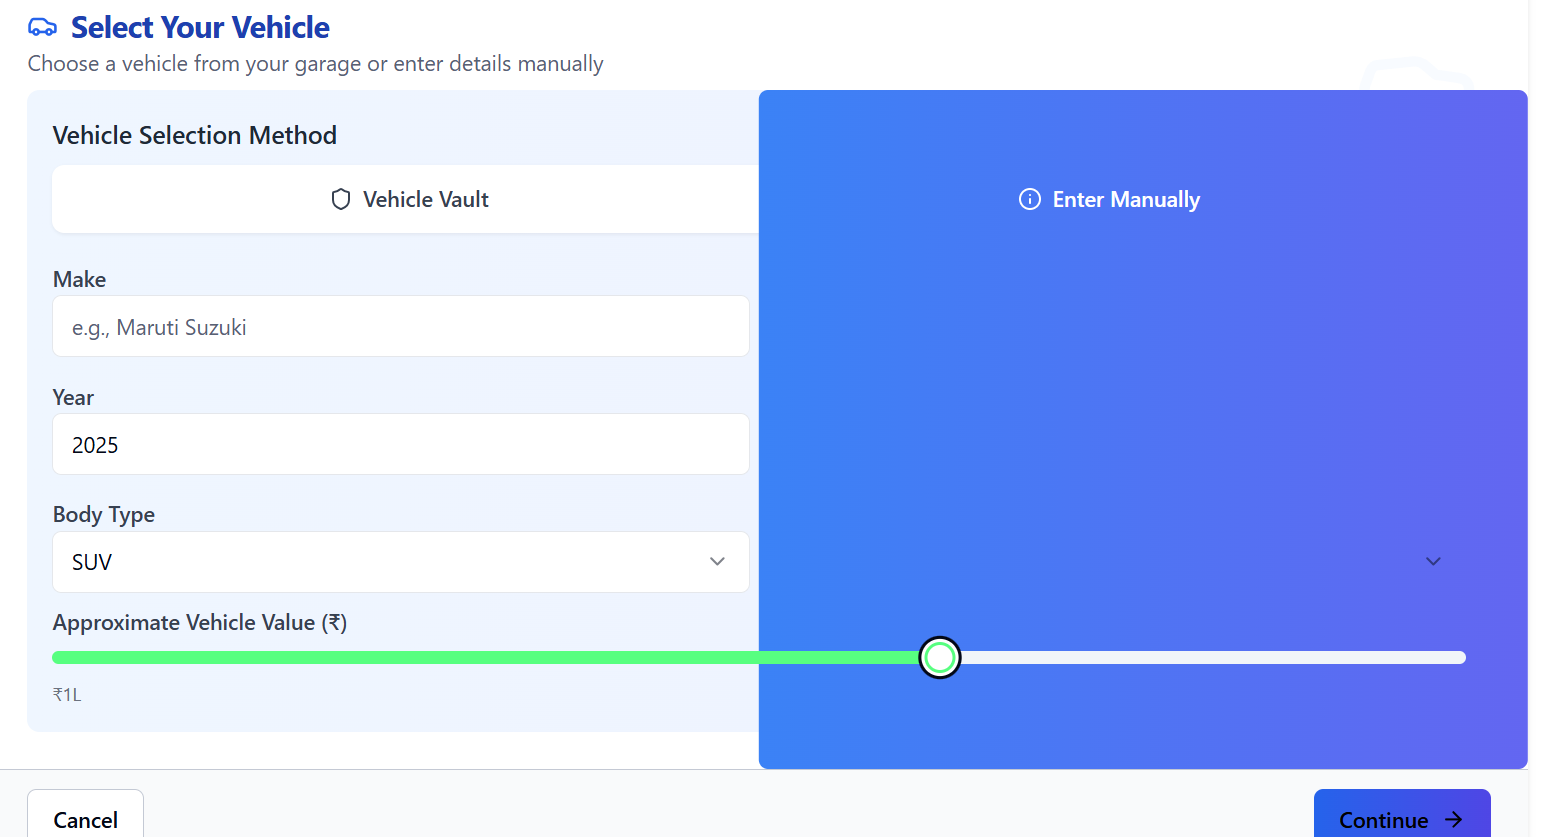 Select Your Vehicle
Choose a vehicle from your garage or enter details manually
Vehicle Selection Method
Vehicle Vault
Enter Manually
Make
e.g., Maruti Suzuki
Year
2025
Body Type
SUV
Approximate Vehicle Value (₹)
₹1L
Cancel
Continue